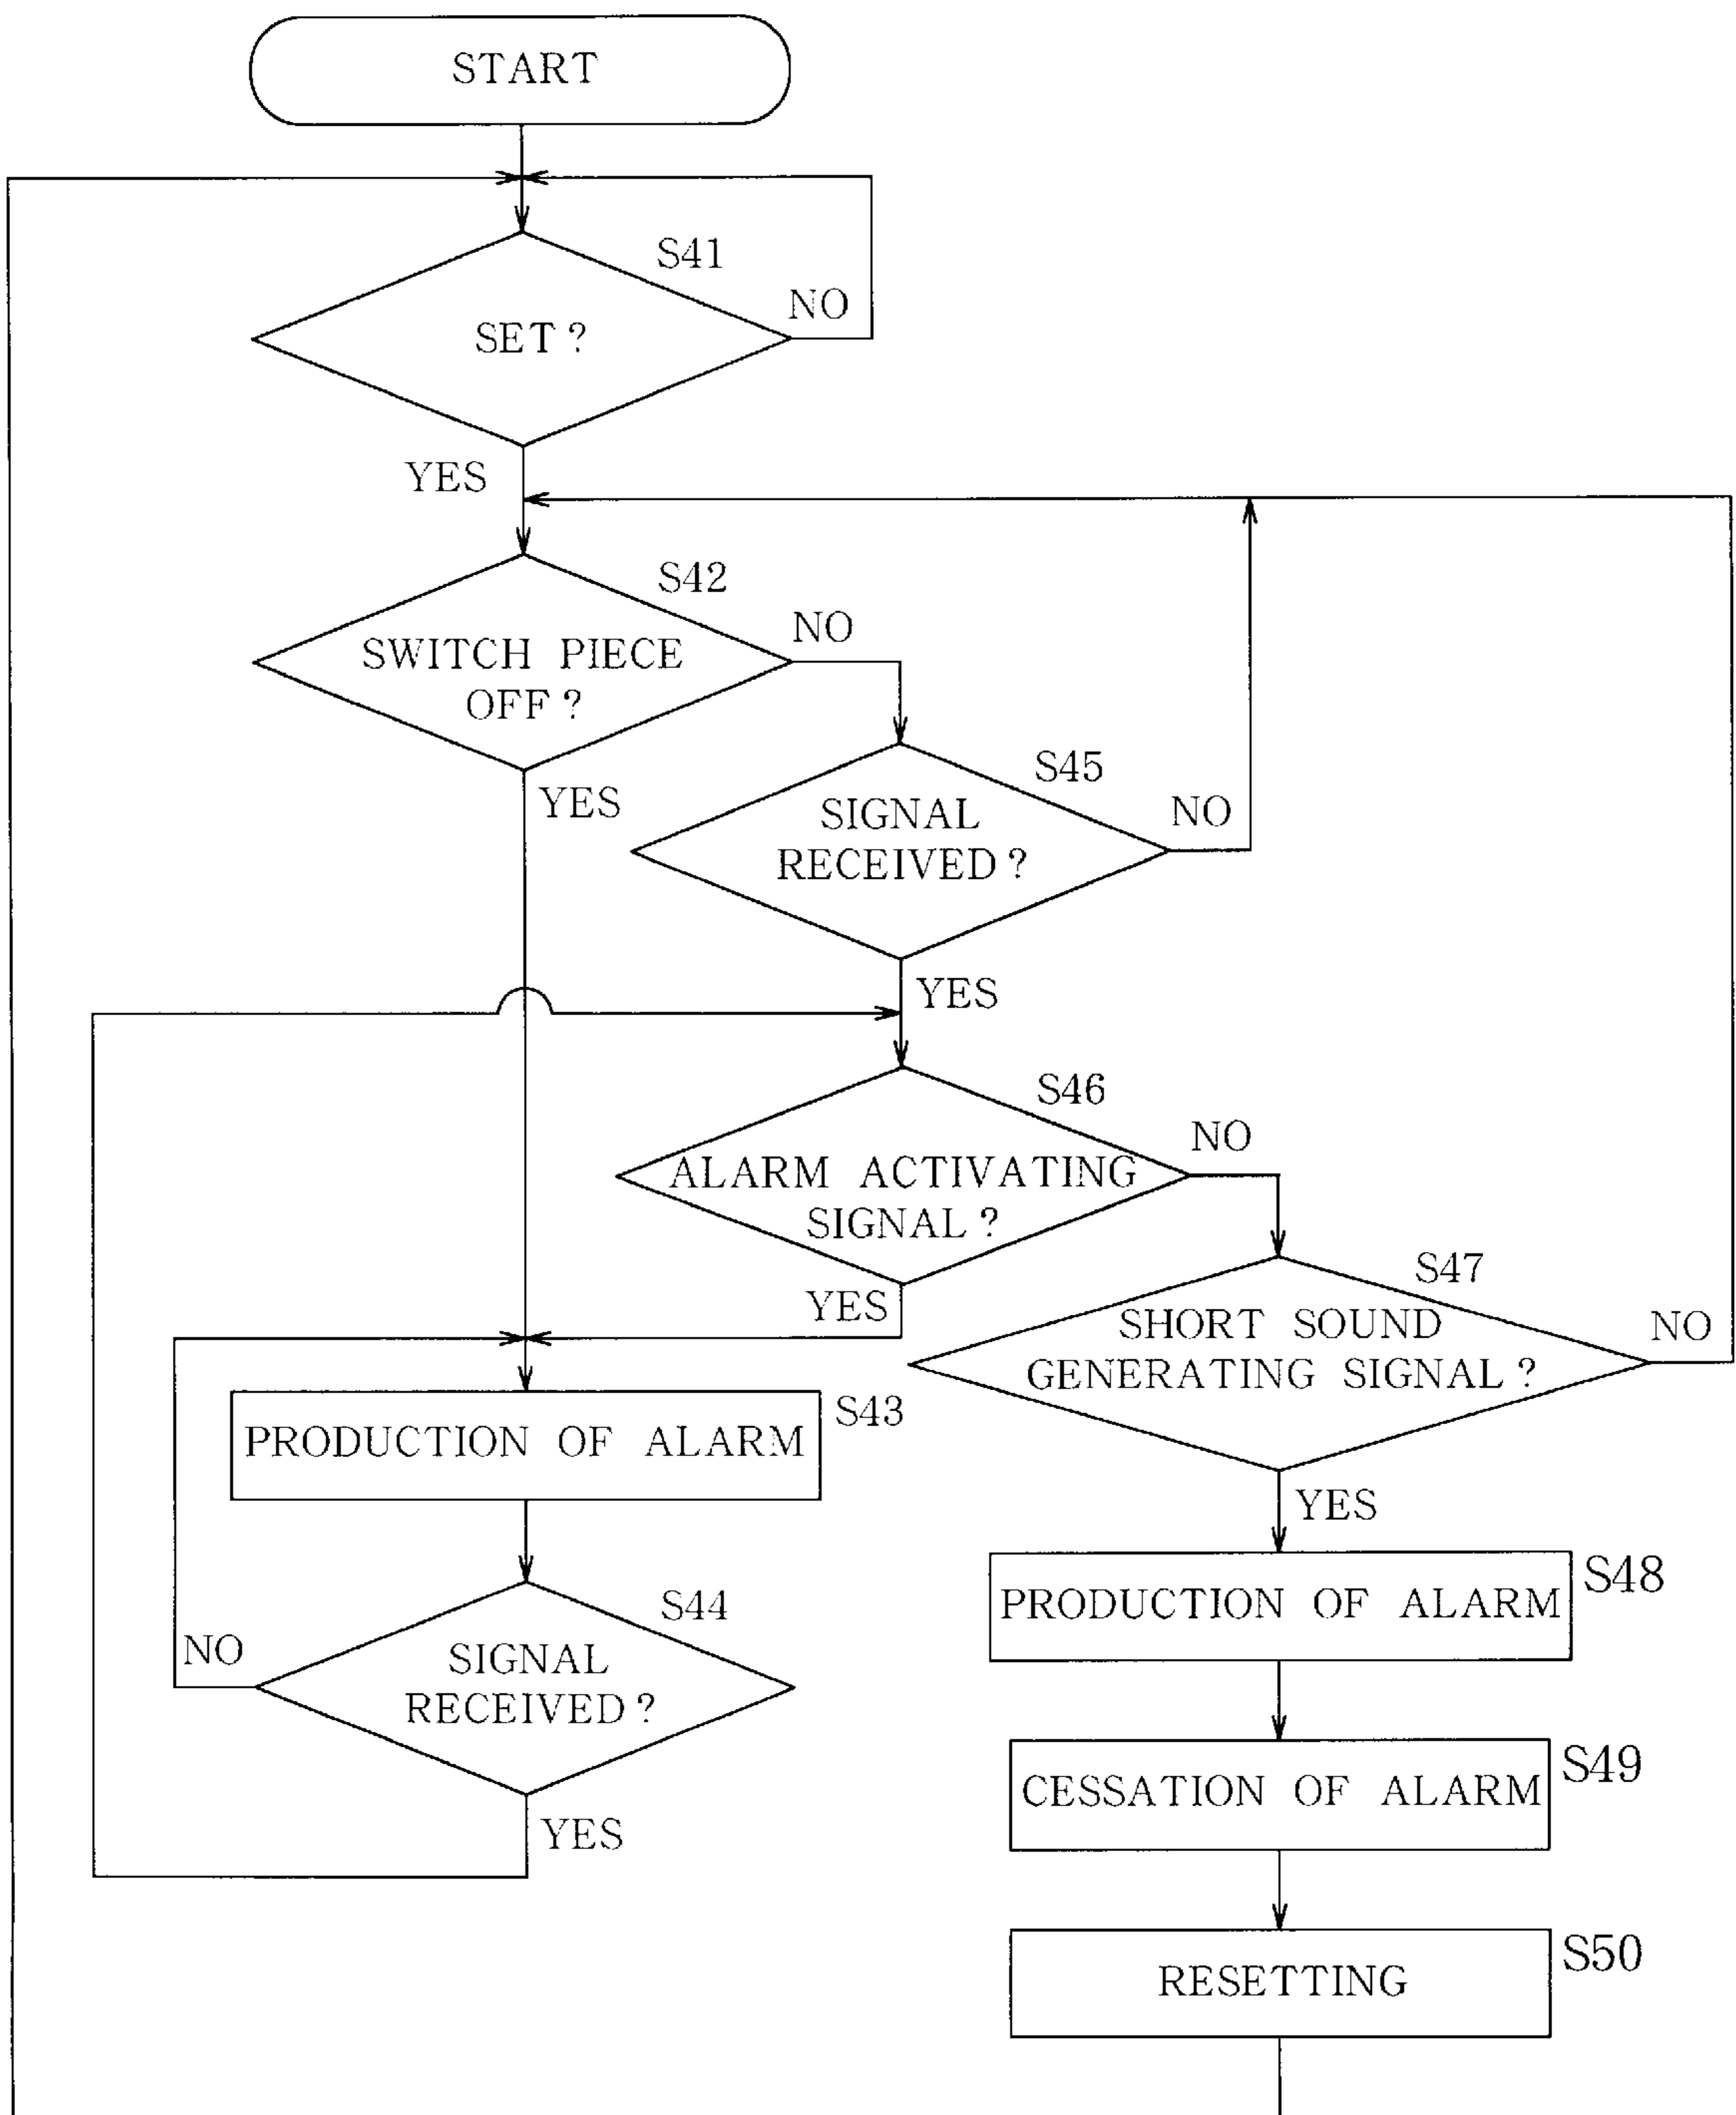 START
S41
SET?
NO
YES
S42
SWITCH PIECE
OFF?
NO
YES
S45
SIGNAL
RECEIVED?
NO
YES
S46
ALARM ACTIVATING
SIGNAL?
NO
YES
S47
SHORT SOUND
GENERATING SIGNAL?
NO
YES
S43
PRODUCTION OF ALARM
S44
SIGNAL
RECEIVED?
NO
YES
S48
PRODUCTION OF ALARM
S49
CESSATION OF ALARM
S50
RESETTING